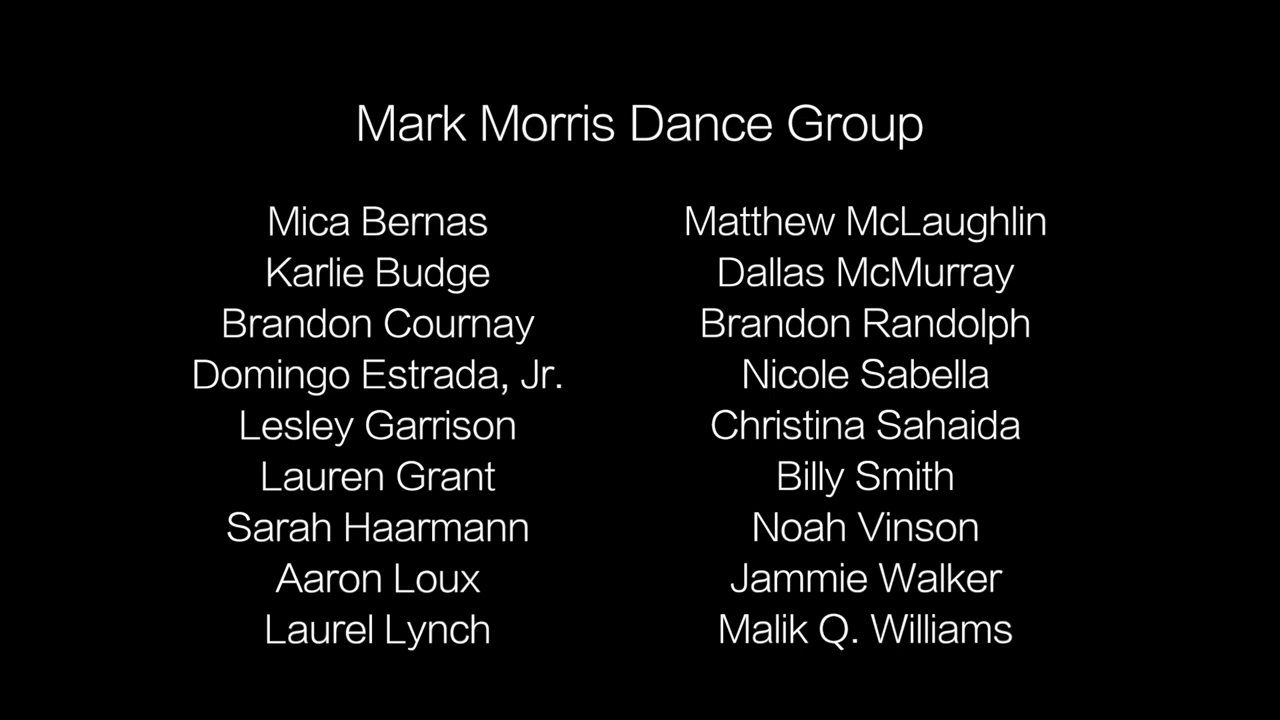 Mark Morris Dance Group
Mica Bernas
Karlie Budge
Brandon Cournay
Domingo Estrada, Jr.
Lesley Garrison
Lauren Grant
Sarah Haarmann
Aaron Loux
Laurel Lynch
Matthew McLaughlin
Dallas McMurray
Brandon Randolph
Nicole Sabella
Christina Sahaida
Billy Smith
Noah Vinson
Jammie Walker
Malik Q. Williams